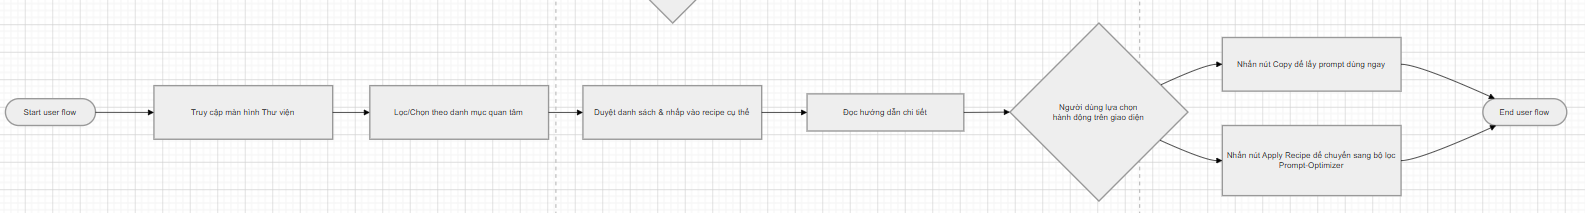 Start user flow
Truy cập màn hình Thư viện
Lọc/Chọn theo danh mục quan tâm
Duyệt danh sách & nhấp vào recipe cụ thể
Đọc hướng dẫn chi tiết
Người dùng lựa chọn
hành động trên giao diện
Nhấn nút Copy để lấy prompt dùng ngay
Nhấn nút Apply Recipe để chuyển sang bộ lọc
Prompt-Optimizer
End user flow